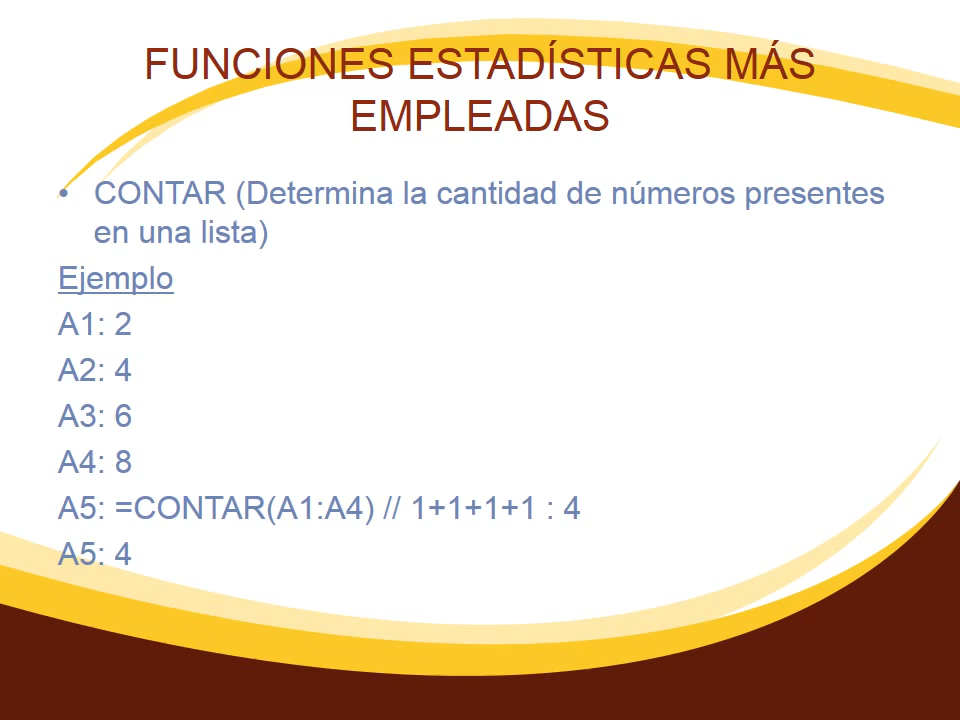 FUNCIONES ESTADÍSTICAS MÁS
EMPLEADAS
• CONTAR (Determina la cantidad de números presentes
en una lista)
Ejemplo
A1: 2
A2: 4
A3: 6
A4: 8
A5: =CONTAR(A1:A4) // 1+1+1+1 : 4
A5: 4